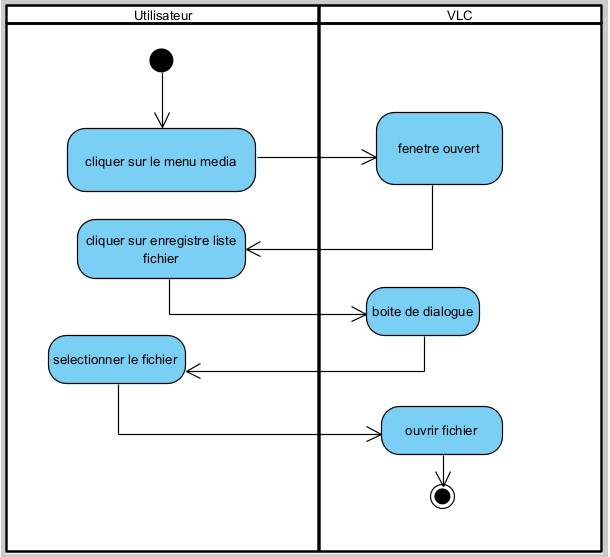 Utilisateur
VLC
cliquer sur le menu media
fenetre ouvert
cliquer sur enregistre liste
fichier
boite de dialogue
selectionner le fichier
ouvrir fichier